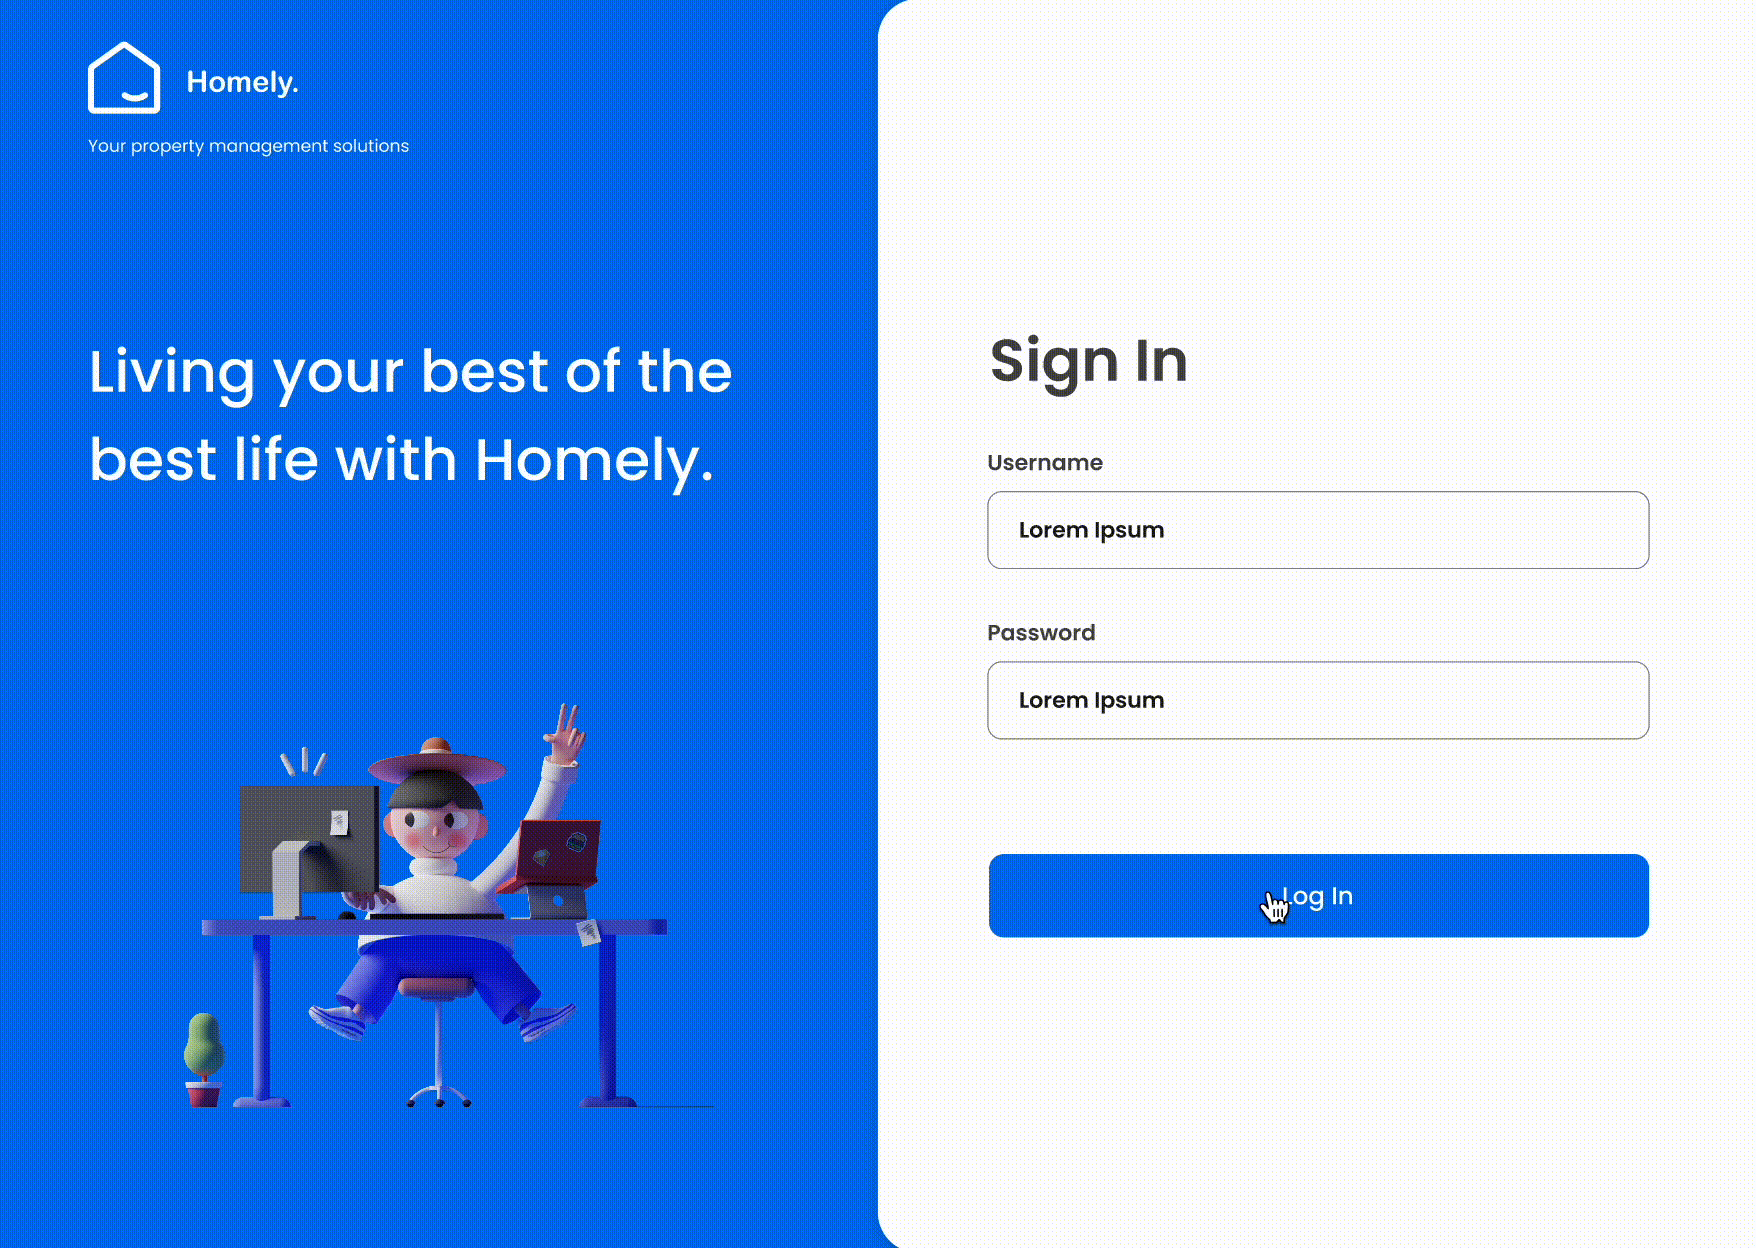 Homely.
Your property management solutions
Living your best of the
best life with Homely.
Sign In
Username
Lorem Ipsum
Password
Lorem Ipsum
Log In